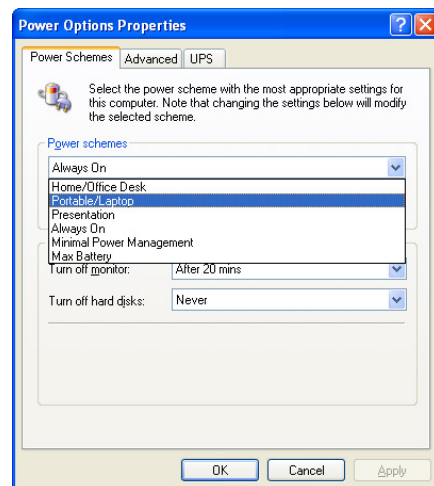 Power Options Properties
Power Schemes Advanced UPS
Select the power scheme with the most appropriate settings for
this computer. Note that changing the settings below will modify
the selected scheme.
Power schemes
Always On
Home/Office Desk
Portable/Laptop
Presentation
Always On
Minimal Power Management
Max Battery
Turn off monitor: After 20 mins
Turn off hard disks: Never
OK Cancel Apply